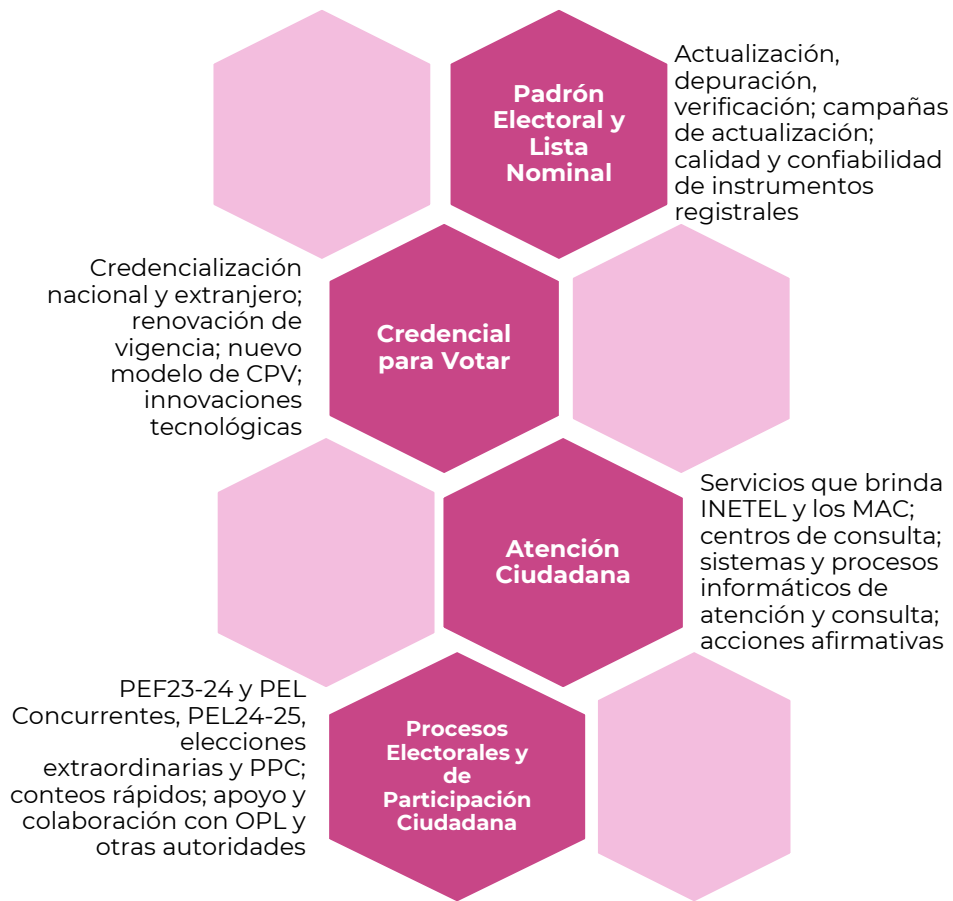 Padrón
Electoral y
Lista
Nominal
Actualización,
depuración,
verificación; campañas
de actualización;
calidad y confiabilidad
de instrumentos
registrales
Credencialización
nacional y extranjero;
renovación de
vigencia; nuevo
modelo de CPV;
innovaciones
tecnológicas
Credencial
para Votar
Atención
Ciudadana
Servicios que brinda
INETEL y los MAC;
centros de consulta;
sistemas y procesos
informáticos de
atención y consulta;
acciones afirmativas
PEF23-24 y PEL
Concurrentes, PEL24-25,
elecciones
extraordinarias y PPC;
conteos rápidos; apoyo y
colaboración con OPL y
otras autoridades
Procesos
Electorales y
de
Participación
Ciudadana